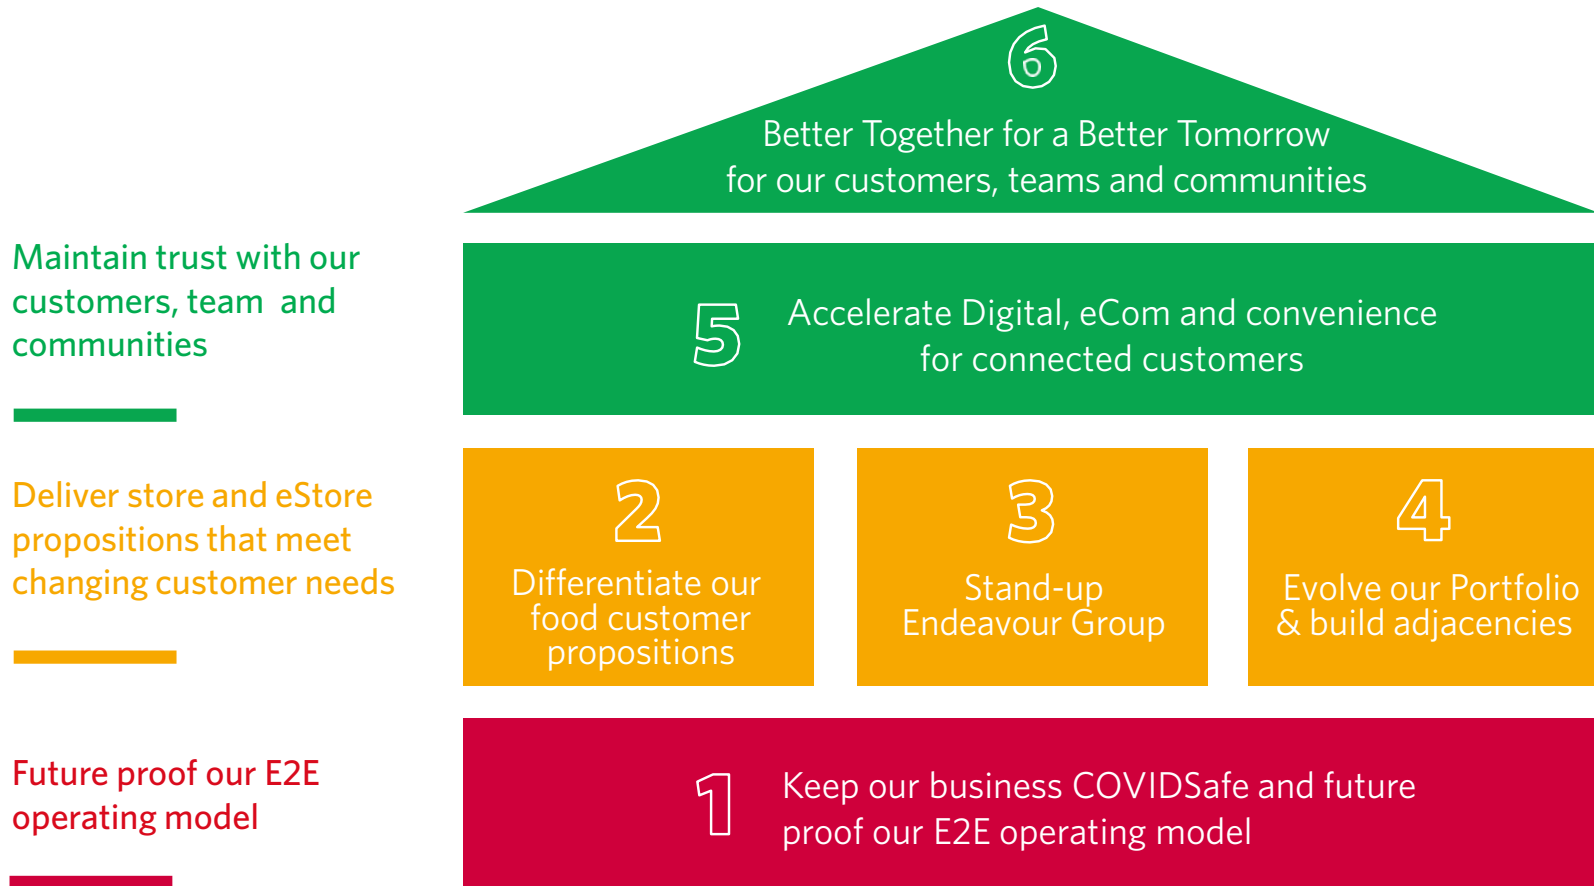 6
Better Together for a Better Tomorrow
for our customers, teams and communities
Maintain trust with our
customers, team and
communities
5
Accelerate Digital, eCom and convenience
for connected customers
Deliver store and eStore
propositions that meet
changing customer needs
2
Differentiate our
food customer
propositions
3
Stand-up
Endeavour Group
4
Evolve our Portfolio
& build adjacencies
Future proof our E2E
operating model
1
Keep our business COVIDSafe and future
proof our E2E operating model